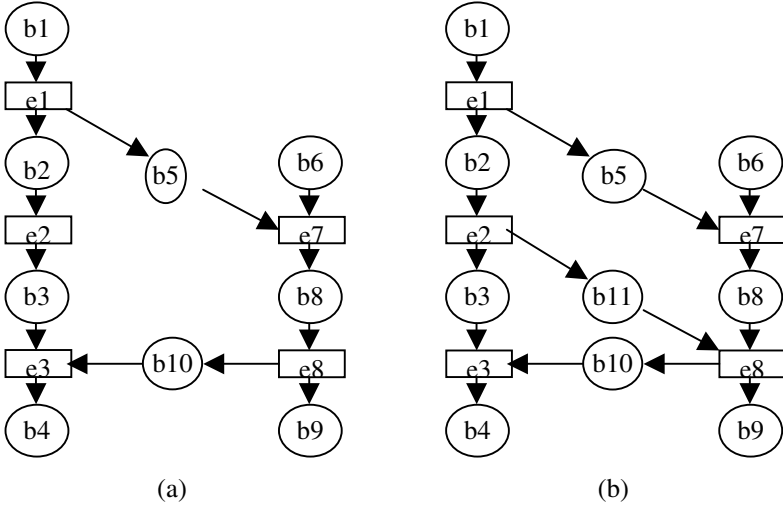 b1 b1
e1 e1
b2 b5 b6 b2 b5 b6
e2 e7 e2 e7
b3 b8 b3 b11 b8
e3 b10 e8 e3 b10 e8
b4 b9 b4 b9
(a) (b)